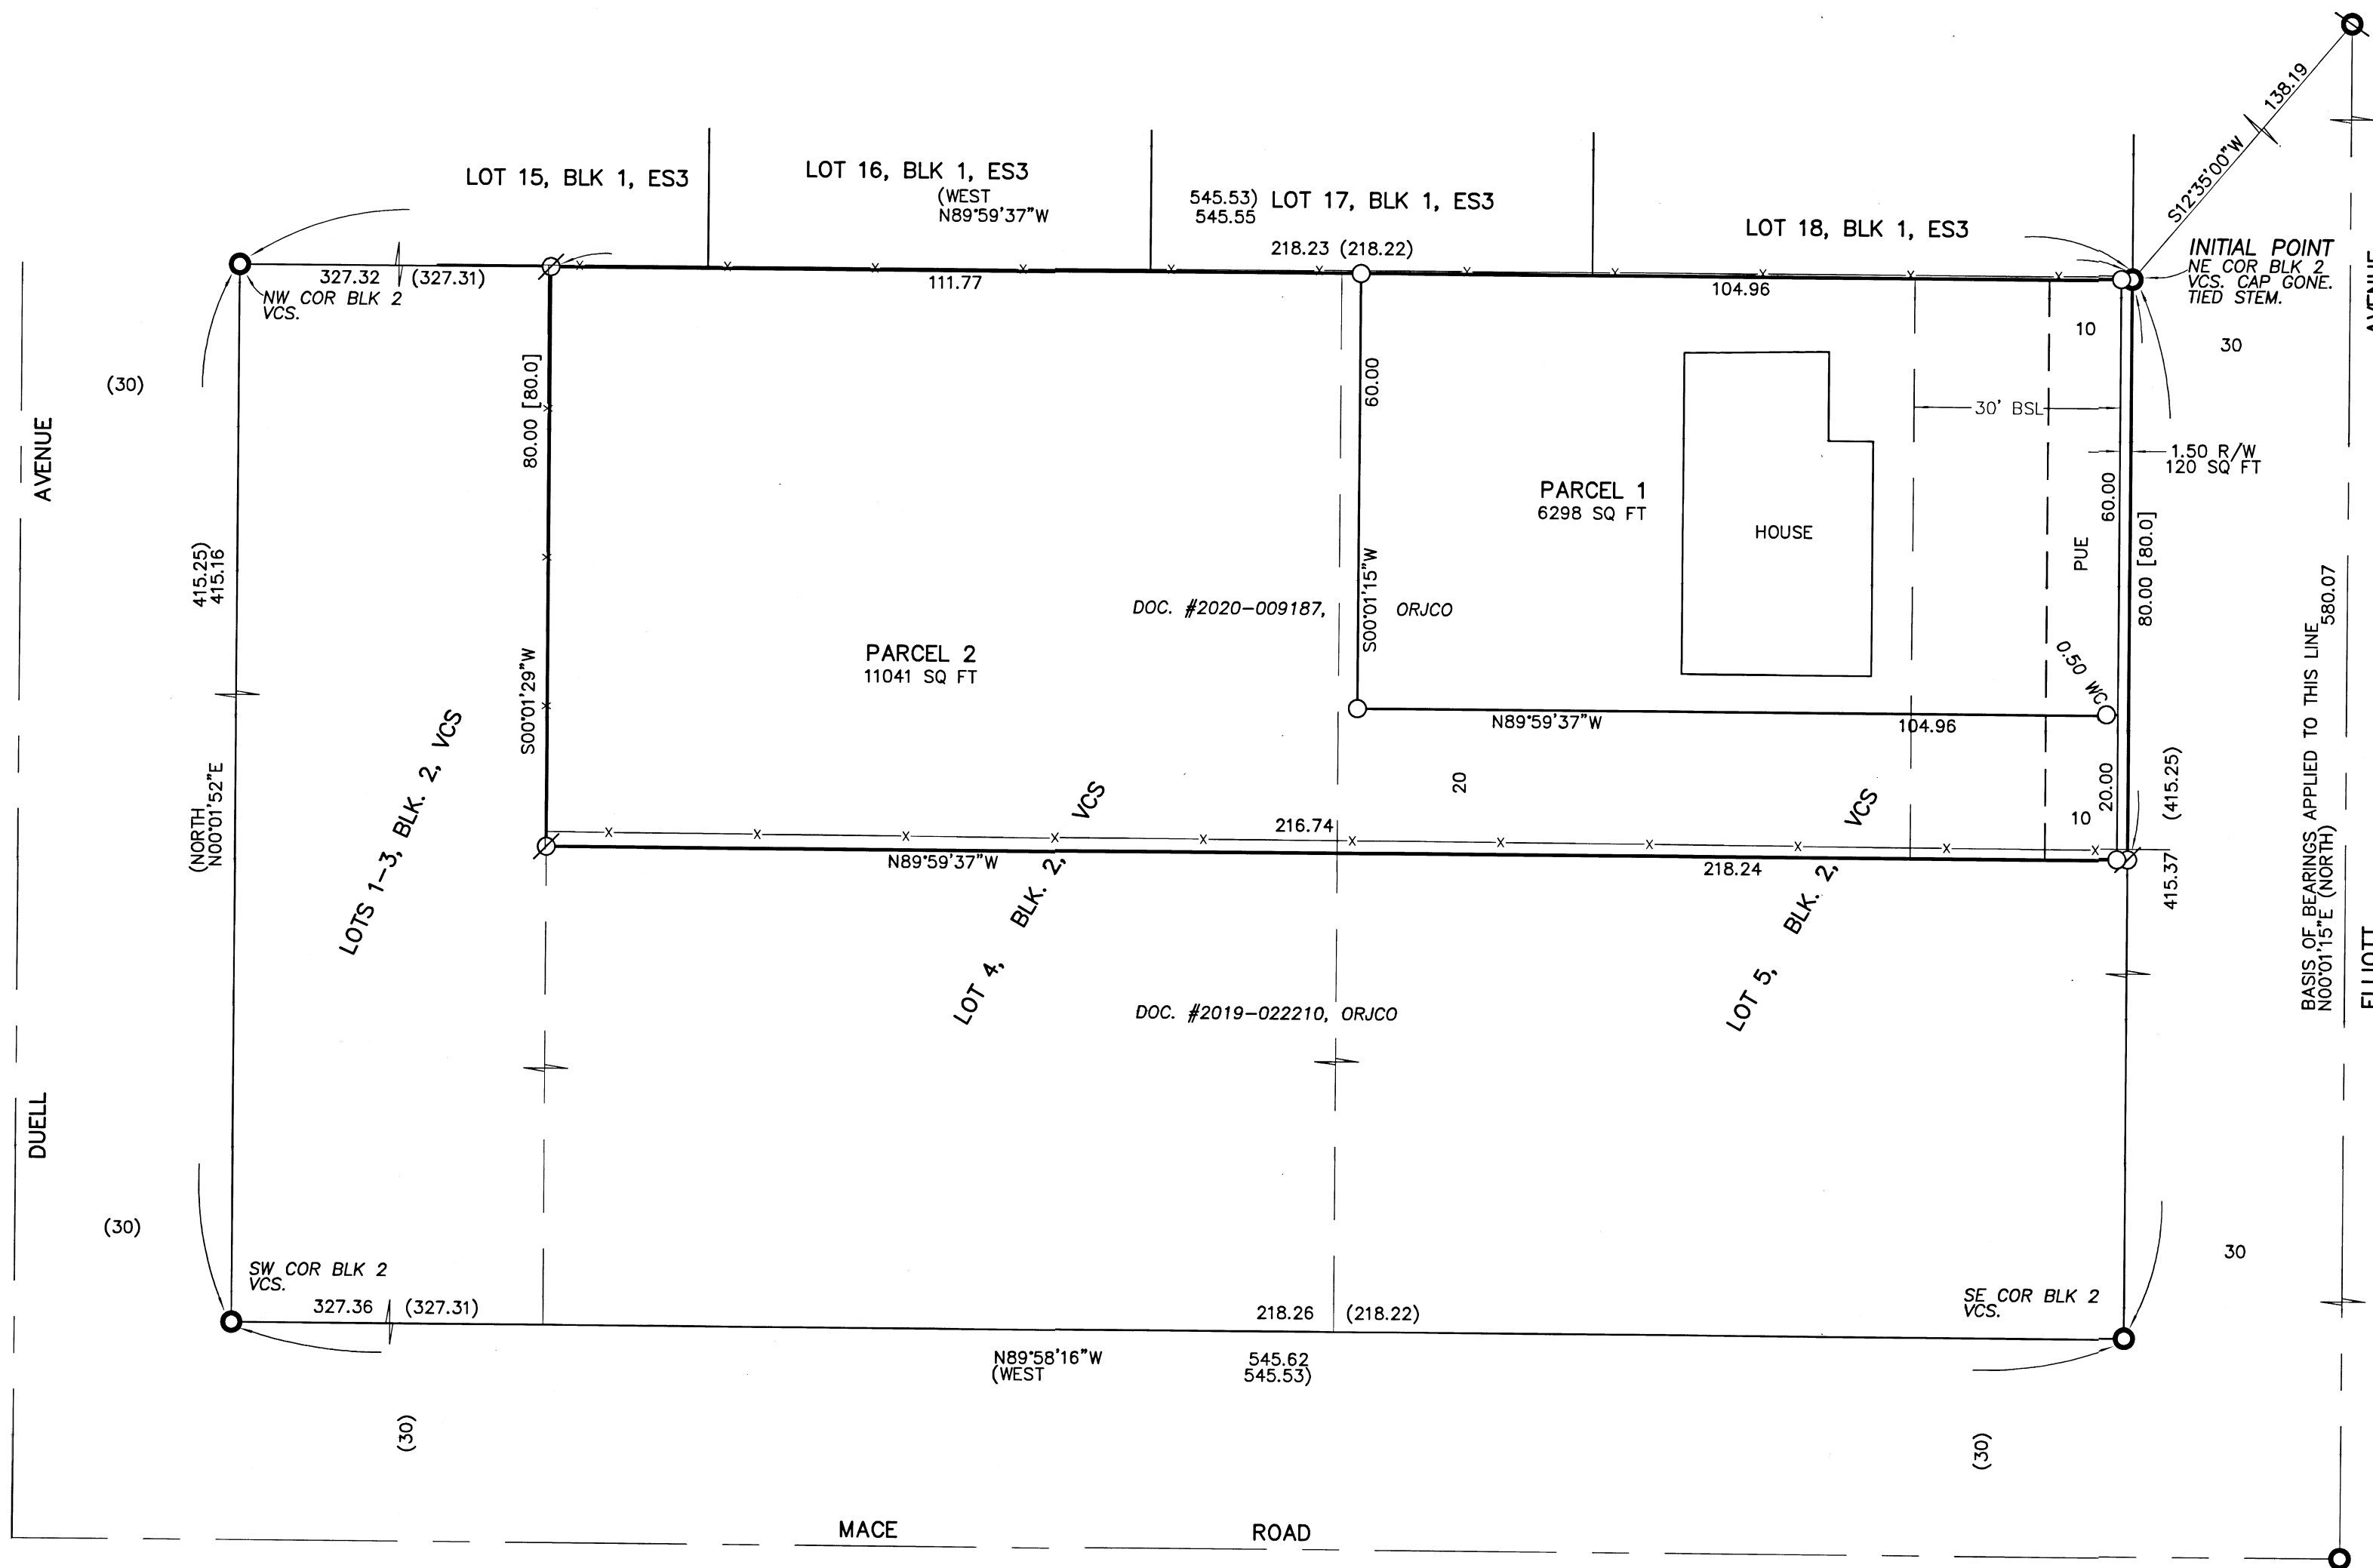 138.19
S12°35'00"W
LOT 15, BLK 1, ES3
LOT 16, BLK 1, ES3
(WEST 545.53)
N89°59'37"W 545.55
LOT 17, BLK 1, ES3
LOT 18, BLK 1, ES3
218.23 (218.22)
INITIAL POINT
NE COR BLK 2
VCS. CAP GONE.
TIED STEM.
327.32 (327.31)
NW COR BLK 2
VCS.
111.77
104.96
10
30
(30)
AVENUE
AVENUE
80.00 [80.0]
60.00
30' BSL
1.50 R/W
120 SQ FT
PARCEL 1
6298 SQ FT
HOUSE
60.00
PUE
80.00 [80.0]
415.25)
415.16
S00°01'15"W
DOC. #2020-009187, ORJCO
PARCEL 2
11041 SQ FT
S00°01'29"W
0.50 WC
N89°59'37"W
104.96
580.07
BASIS OF BEARINGS APPLIED TO THIS LINE
N00°01'15"E (NORTH)
(NORTH
N00°01'52"E
LOTS 1-3, BLK. 2, VCS
20
20.00
10
(415.25)
415.37
216.74
N89°59'37"W
218.24
LOT 4, BLK. 2, VCS
LOT 5, BLK. 2, VCS
ELLIOTT
DOC. #2019-022210, ORJCO
DUELL
(30)
30
SW COR BLK 2
VCS.
SE COR BLK 2
VCS.
327.36 (327.31)
218.26 (218.22)
N89°58'16"W 545.62
(WEST 545.53)
(30)
(30)
MACE ROAD